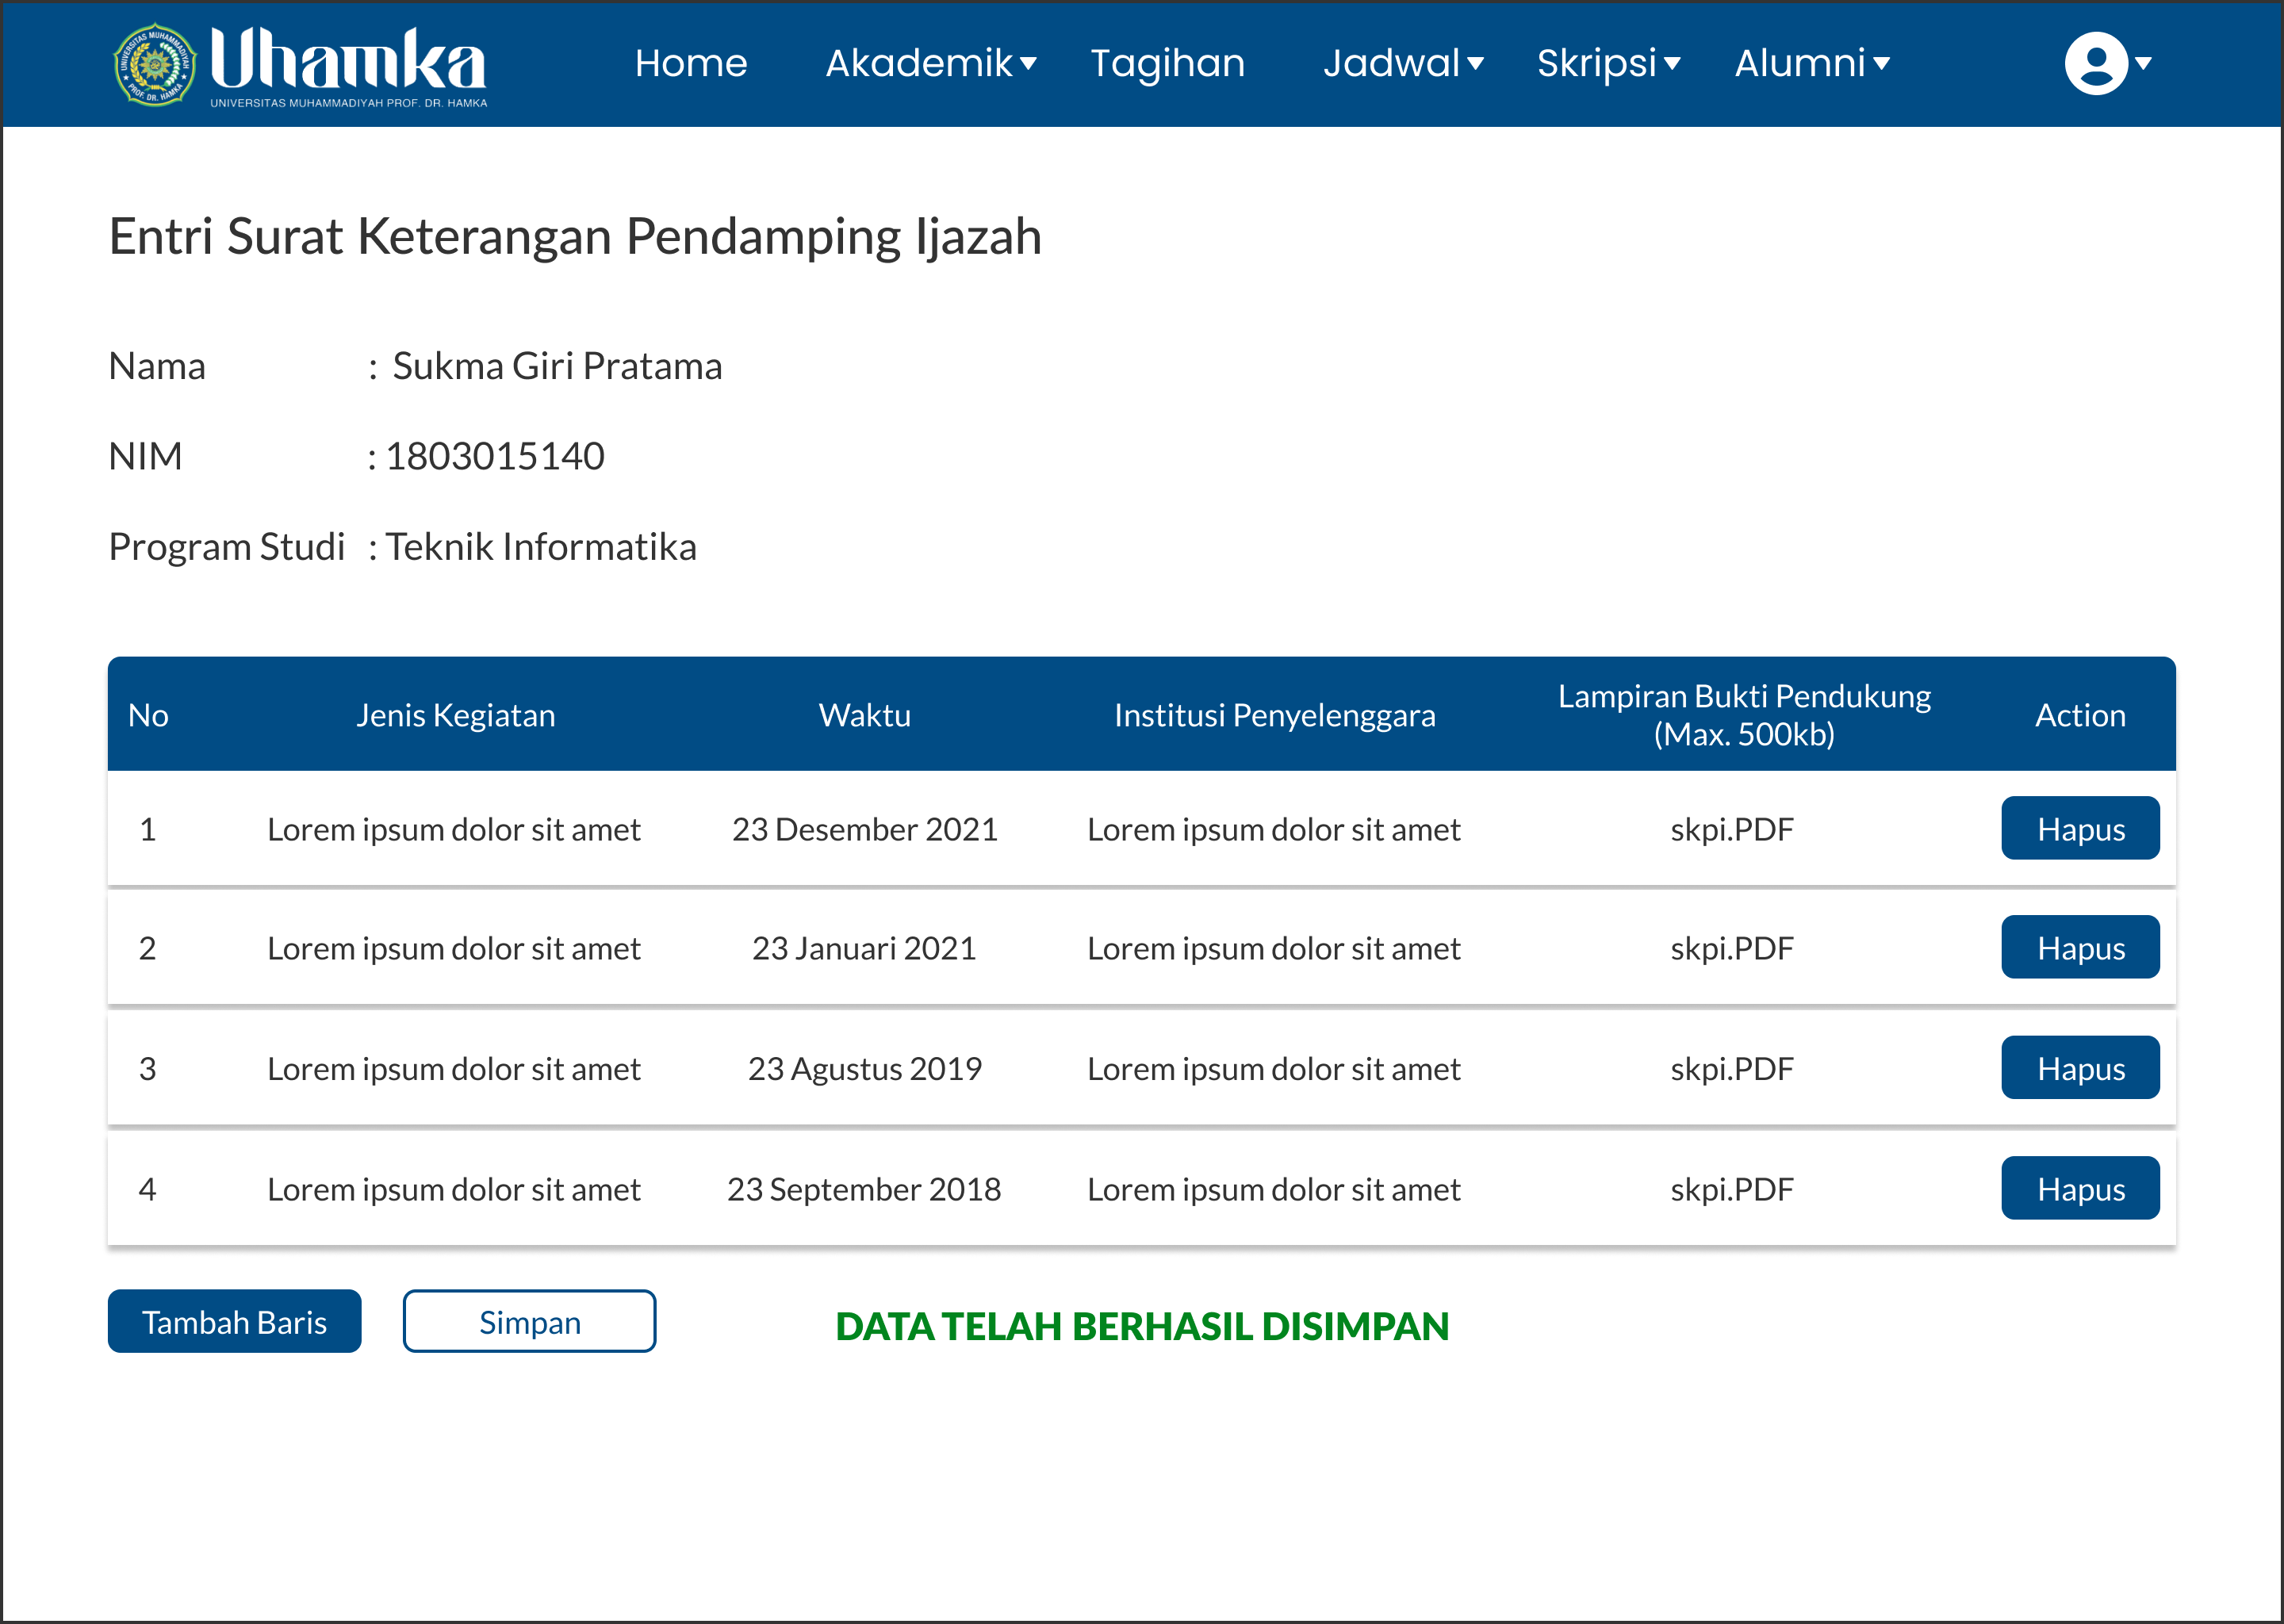 UNIVERSITAS MUHAMMADIYAH
PROF. DR. HAMKA
Uhamka
UNIVERSITAS MUHAMMADIYAH PROF. DR. HAMKA
Home Akademik Tagihan Jadwal Skripsi Alumni
Entri Surat Keterangan Pendamping Ijazah
Nama : Sukma Giri Pratama
NIM : 1803015140
Program Studi : Teknik Informatika
No Jenis Kegiatan Waktu Institusi Penyelenggara Lampiran Bukti Pendukung (Max. 500kb) Action
1 Lorem ipsum dolor sit amet 23 Desember 2021 Lorem ipsum dolor sit amet skpi.PDF Hapus
2 Lorem ipsum dolor sit amet 23 Januari 2021 Lorem ipsum dolor sit amet skpi.PDF Hapus
3 Lorem ipsum dolor sit amet 23 Agustus 2019 Lorem ipsum dolor sit amet skpi.PDF Hapus
4 Lorem ipsum dolor sit amet 23 September 2018 Lorem ipsum dolor sit amet skpi.PDF Hapus
Tambah Baris Simpan DATA TELAH BERHASIL DISIMPAN